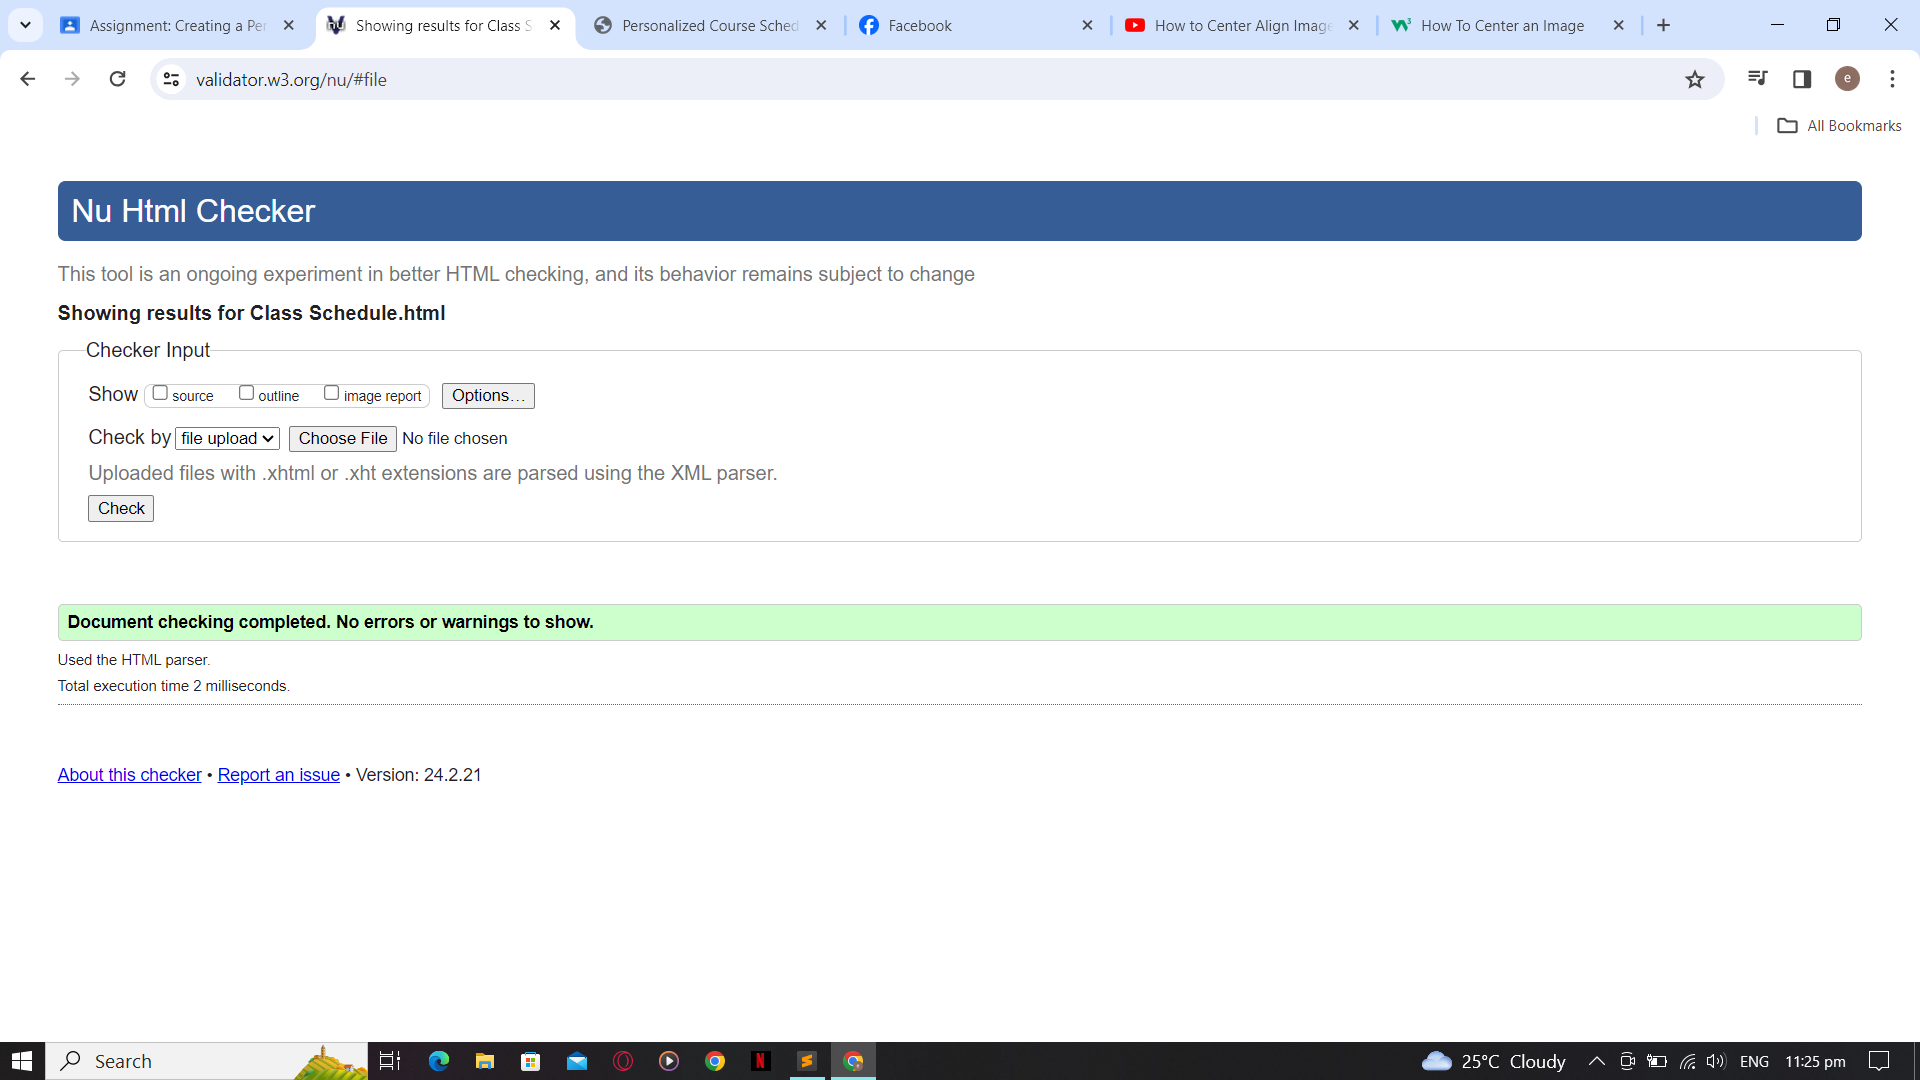 Assignment: Creating a Per
Showing results for Class S
Personalized Course Sched
Facebook
How to Center Align Image
How To Center an Image
validator.w3.org/nu/#file
e
All Bookmarks
Nu Html Checker
This tool is an ongoing experiment in better HTML checking, and its behavior remains subject to change
Showing results for Class Schedule.html
Checker Input
Show source outline image report Options...
Check by file upload Choose File No file chosen
Uploaded files with .xhtml or .xht extensions are parsed using the XML parser.
Check
Document checking completed. No errors or warnings to show.
Used the HTML parser.
Total execution time 2 milliseconds.
About this checker • Report an issue • Version: 24.2.21
Search
25°C Cloudy
ENG
11:25 pm